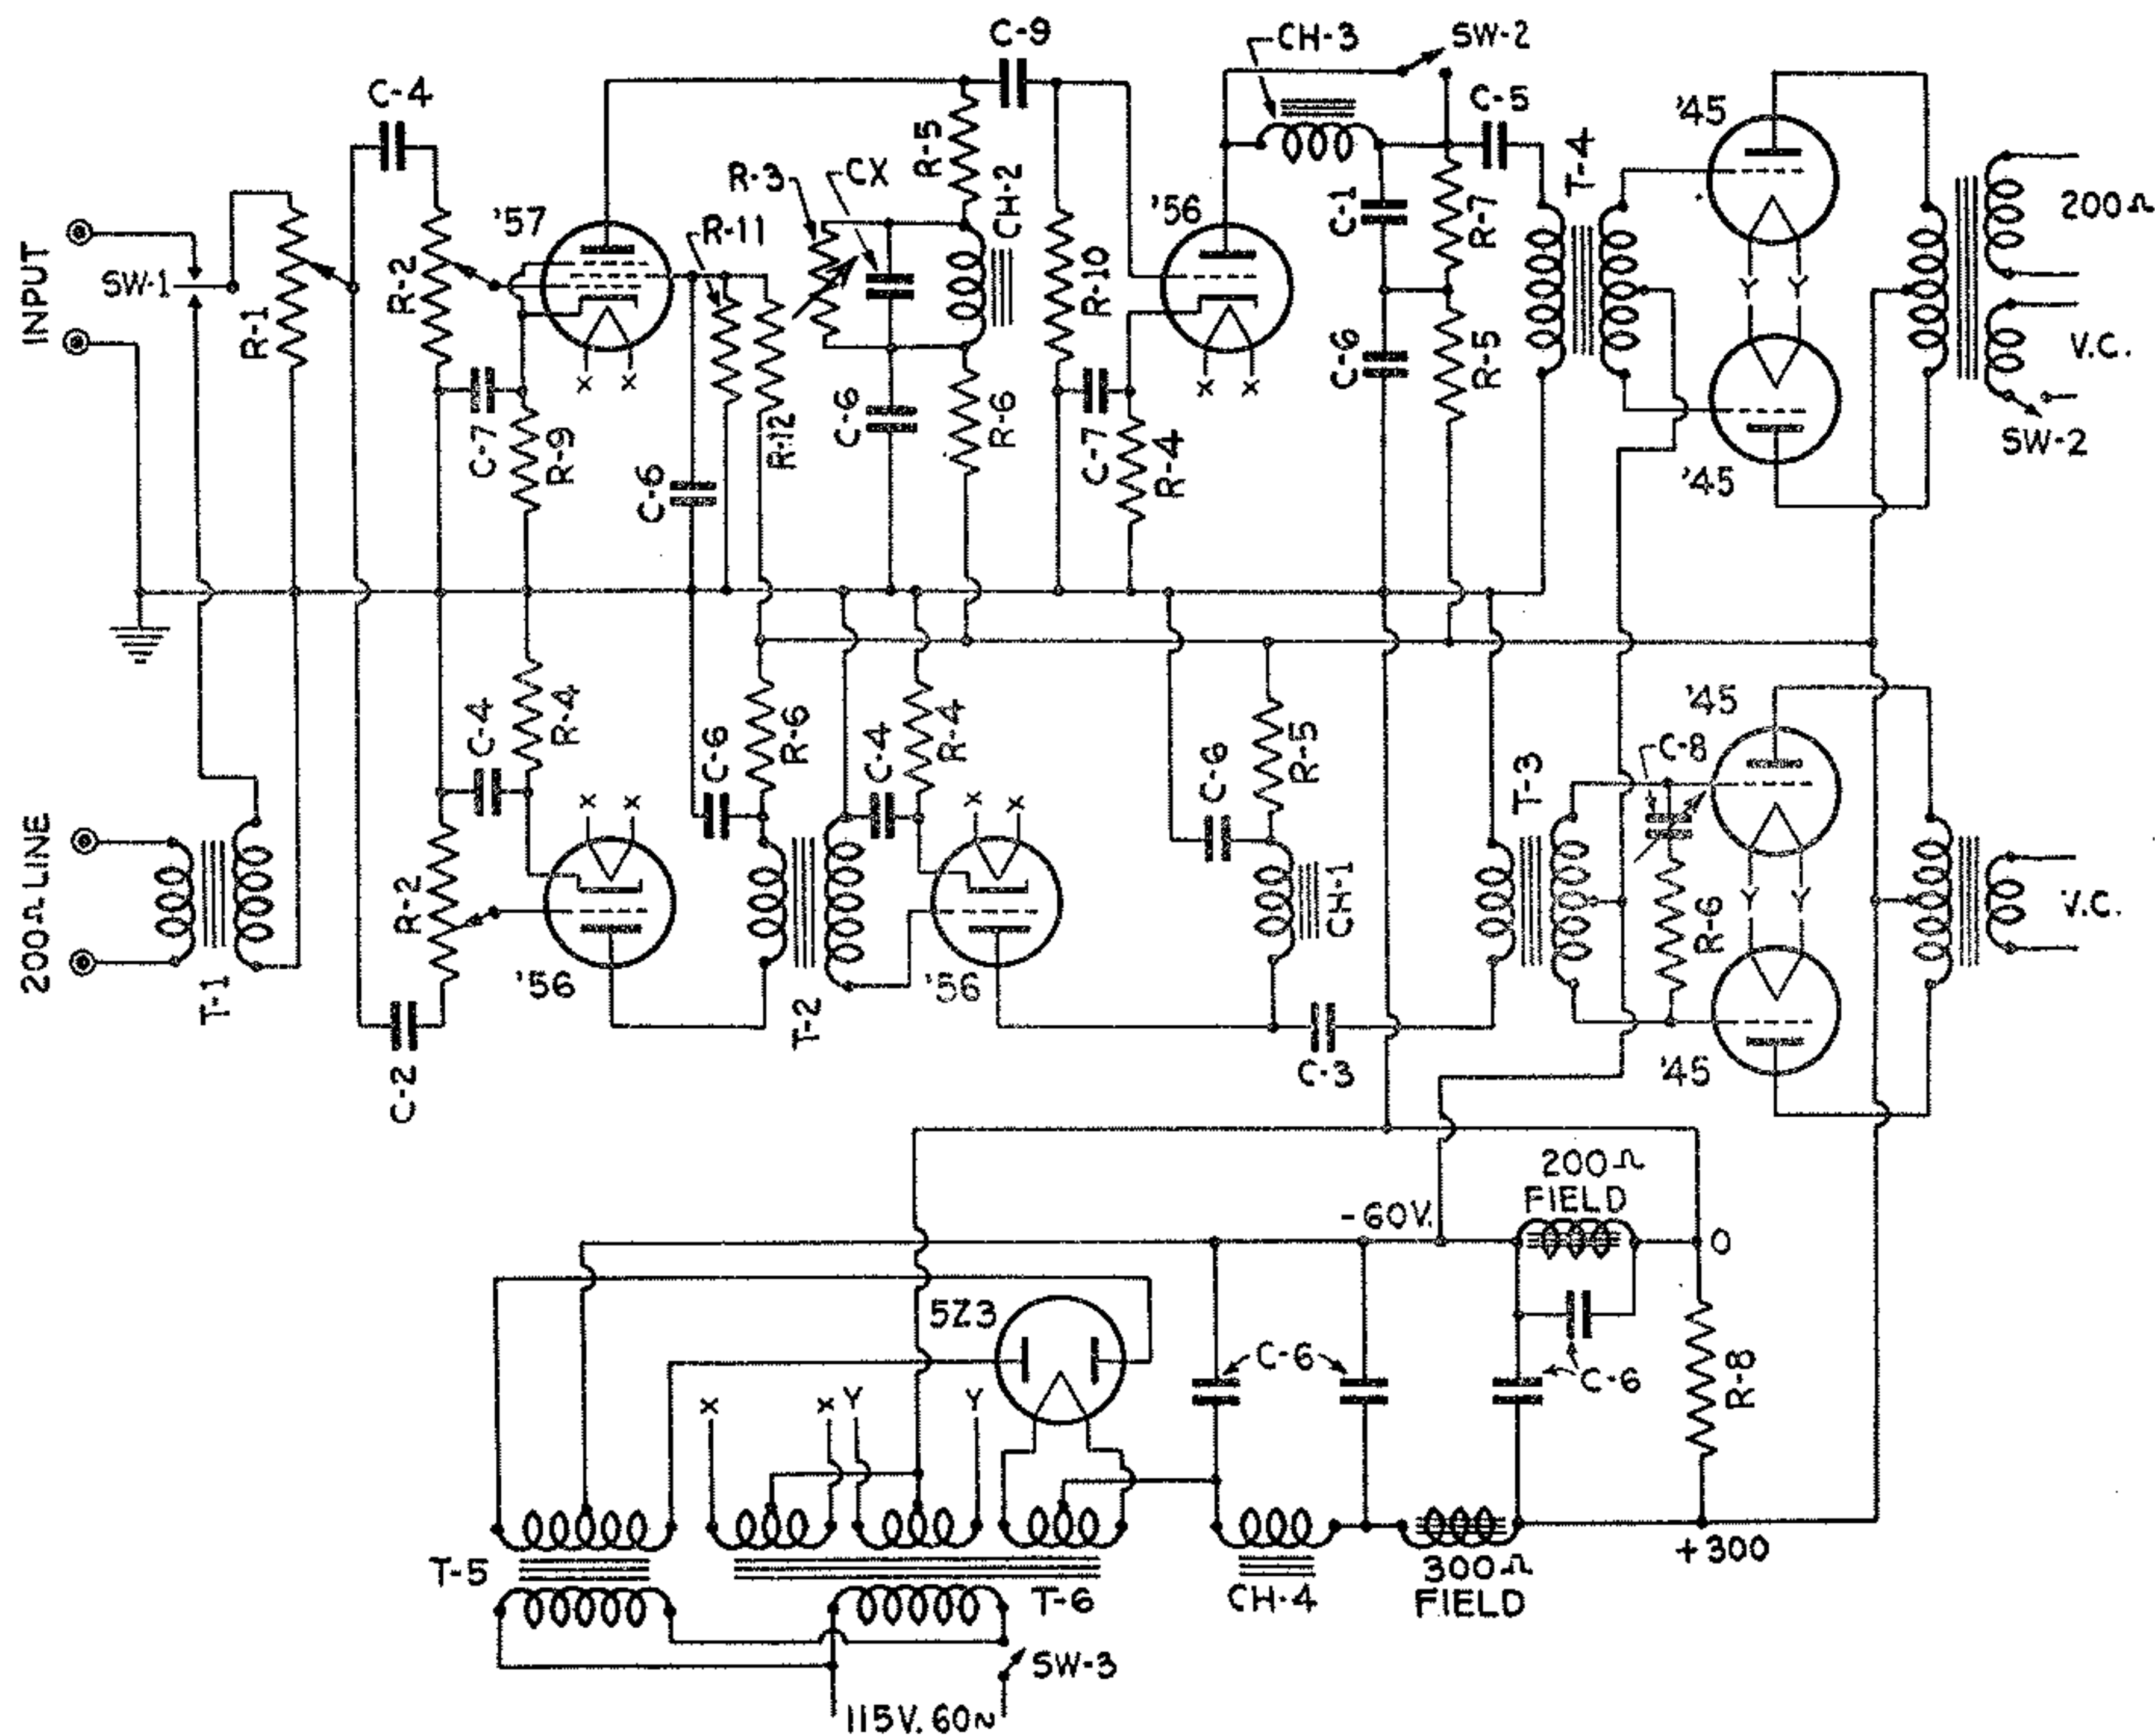 C-9
CH-3
SW-2
C-4
R-5
C-5
'45
T-4
R-3
CX
CH-2
'57
R-11
'56
C-1
R-7
200Ω
INPUT
SW-1
R-1
R-2
R-10
Y Y
V.C.
X X
X X
C-6
R-5
C-7
R-9
C-6
R-12
C-6
R-6
C-7
R-4
'45
SW-2
C-4
R-4
C-6
R-6
C-4
R-4
C-6
R-5
'45
C-8
T-3
200Ω LINE
X X
X X
T-1
R-2
'56
T-2
'56
CH-1
R-6
Y Y
V.C.
C-2
C-3
'45
200Ω
FIELD
-60V.
0
5Z3
C-6
C-6
R-8
X X Y Y
T-5
T-6
CH-4
300Ω
FIELD
+300
SW-3
115V. 60~